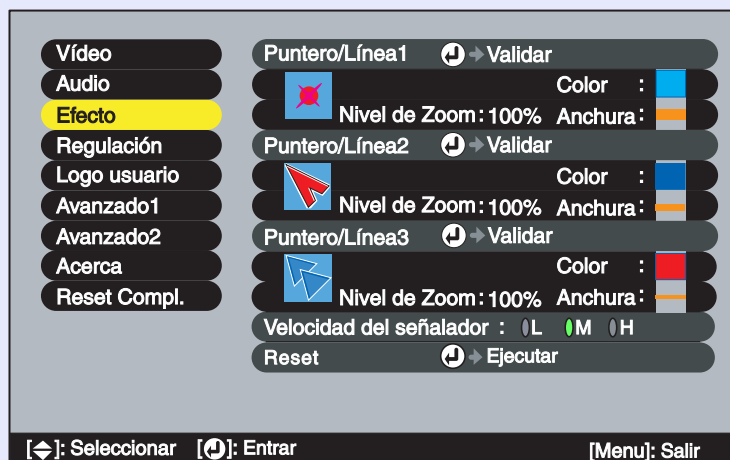 Vídeo
Audio
Efecto
Regulación
Logo usuario
Avanzado1
Avanzado2
Acerca
Reset Compl.
Puntero/Línea1 Validar
Color :
Nivel de Zoom: 100% Anchura:
Puntero/Línea2 Validar
Color :
Nivel de Zoom: 100% Anchura:
Puntero/Línea3 Validar
Color :
Nivel de Zoom: 100% Anchura:
Velocidad del señalador : L M H
Reset Ejecutar
[ ]: Seleccionar [ ]: Entrar [Menu]: Salir